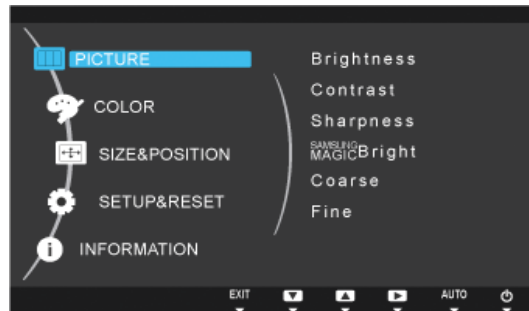 PICTURE
COLOR
SIZE&POSITION
SETUP&RESET
INFORMATION
Brightness
Contrast
Sharpness
SAMSUNG
MAGICBright
Coarse
Fine
EXIT
AUTO